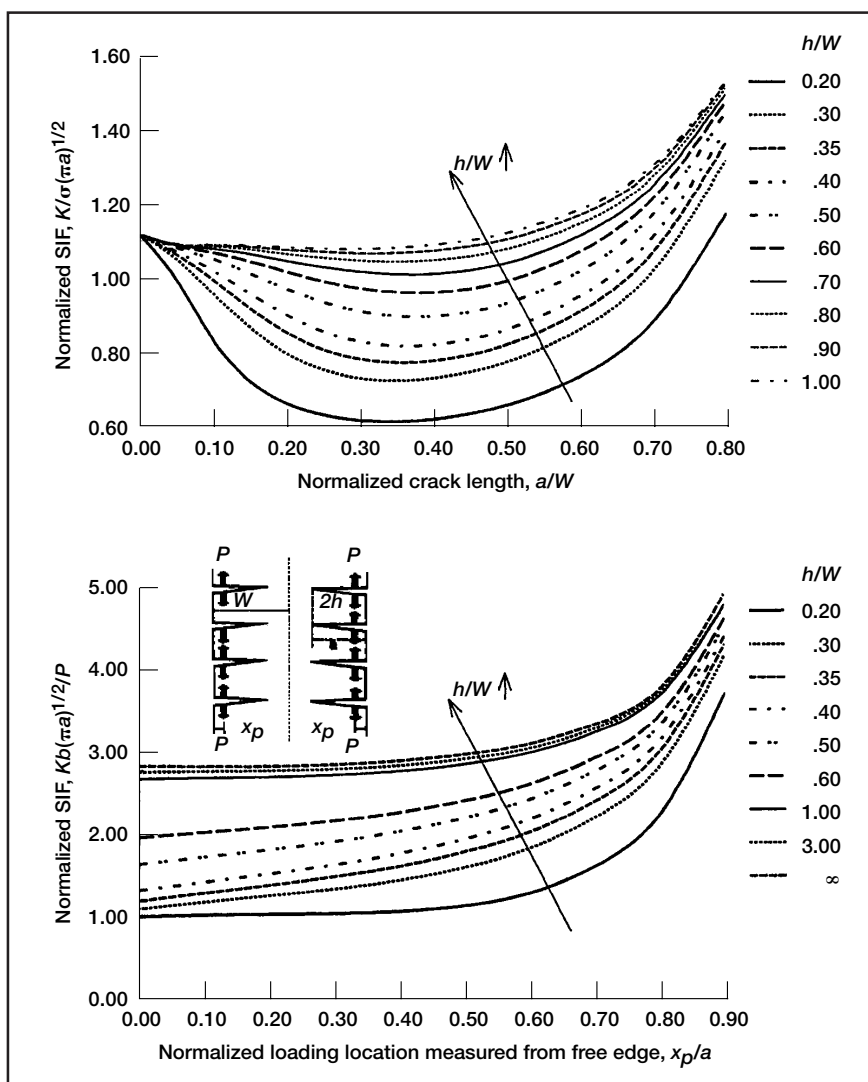 h/W
1.60
0.20
.30
1.40
.35
.40
h/W
1.20
.50
.60
1.00
.70
.80
0.80
.90
1.00
0.60
0.00 0.10 0.20 0.30 0.40 0.50 0.60 0.70 0.80
Normalized SIF, K/σ(πa)1/2
Normalized crack length, a/W
P P
h/W
5.00
W 2h
0.20
.30
4.00
.35
a
h/W
.40
3.00
.50
xp xp
P P
.60
2.00
1.00
3.00
1.00
∞
0.00
0.00 0.10 0.20 0.30 0.40 0.50 0.60 0.70 0.80 0.90
Normalized SIF, Kb(πa)1/2/P
Normalized loading location measured from free edge, xp/a